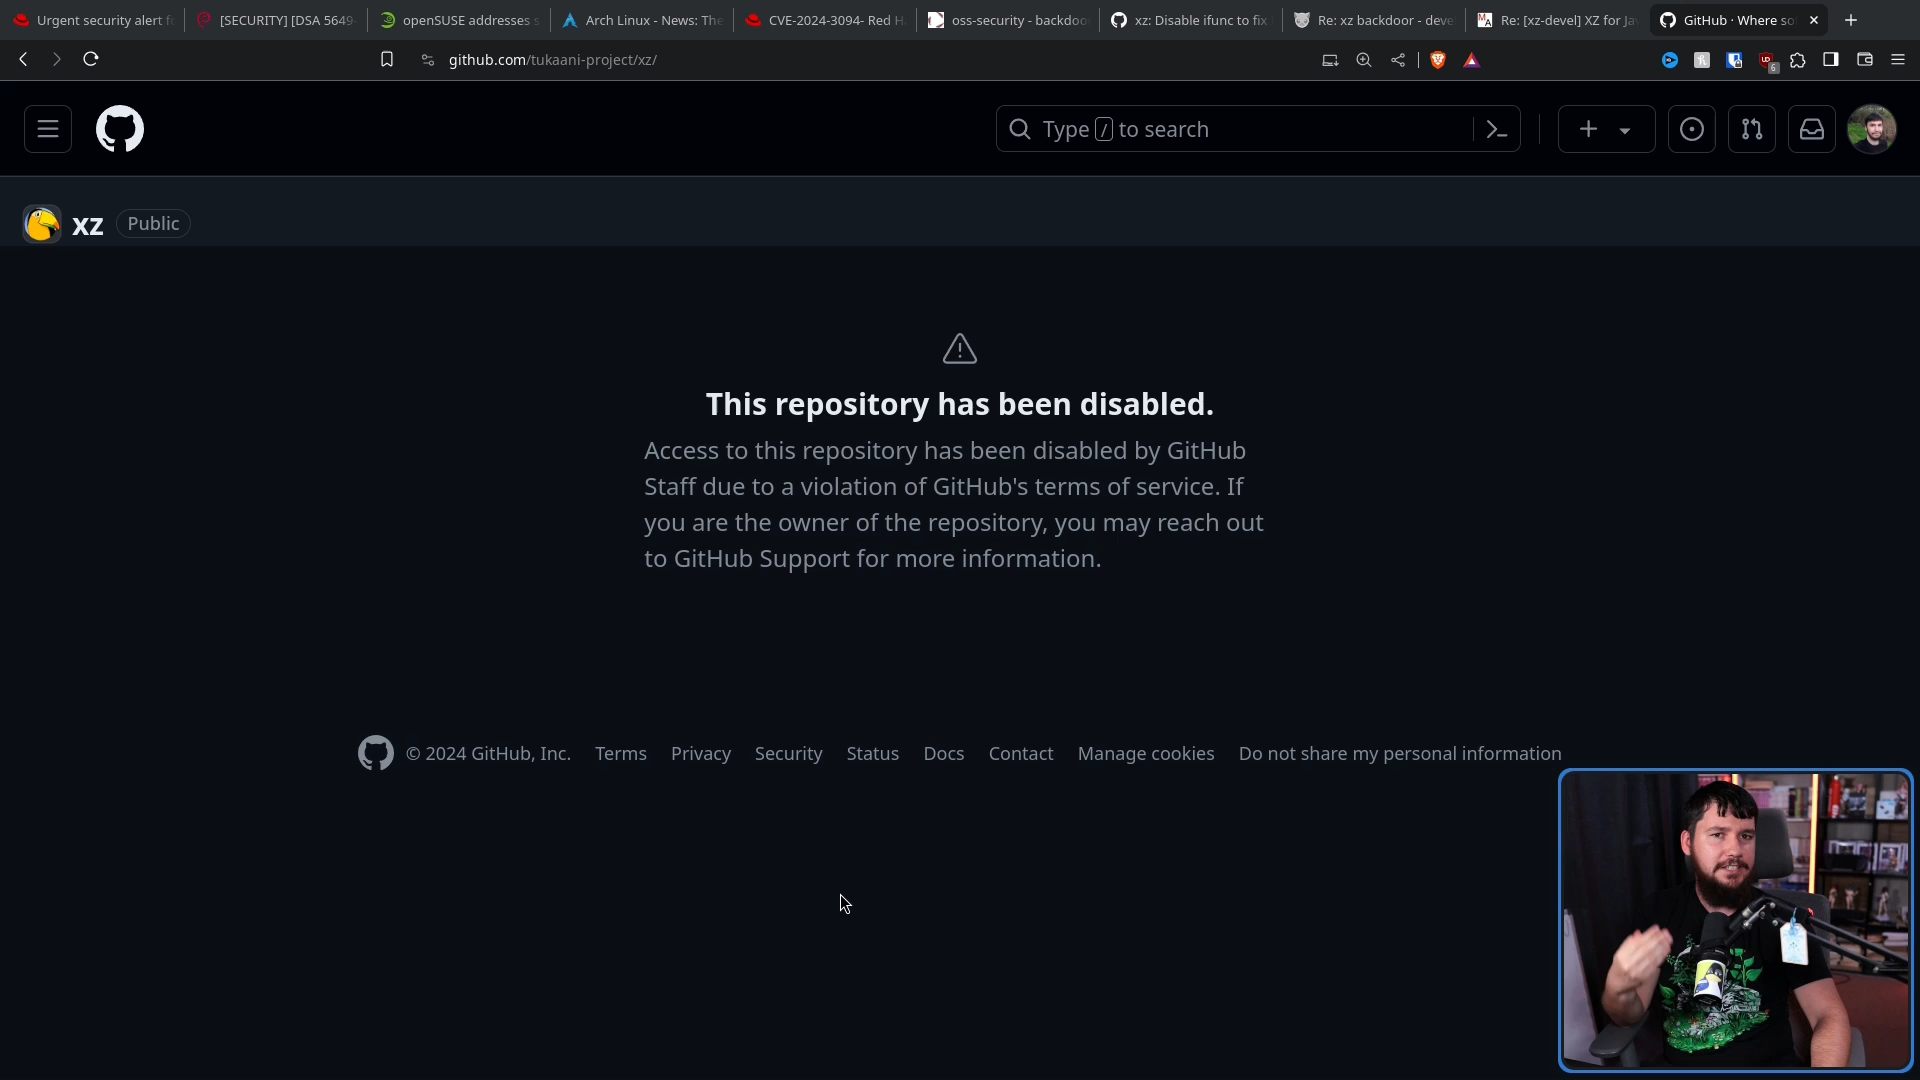 Urgent security alert fo
[SECURITY] [DSA 5649-
openSUSE addresses s
Arch Linux - News: The
CVE-2024-3094- Red H
oss-security - backdoo
xz: Disable ifunc to fix
Re: xz backdoor - deve
Re: [xz-devel] XZ for Jav
GitHub · Where so
github.com/tukaani-project/xz/
6
Type / to search
xz Public
This repository has been disabled.
Access to this repository has been disabled by GitHub
Staff due to a violation of GitHub's terms of service. If
you are the owner of the repository, you may reach out
to GitHub Support for more information.
© 2024 GitHub, Inc. Terms Privacy Security Status Docs Contact Manage cookies Do not share my personal information